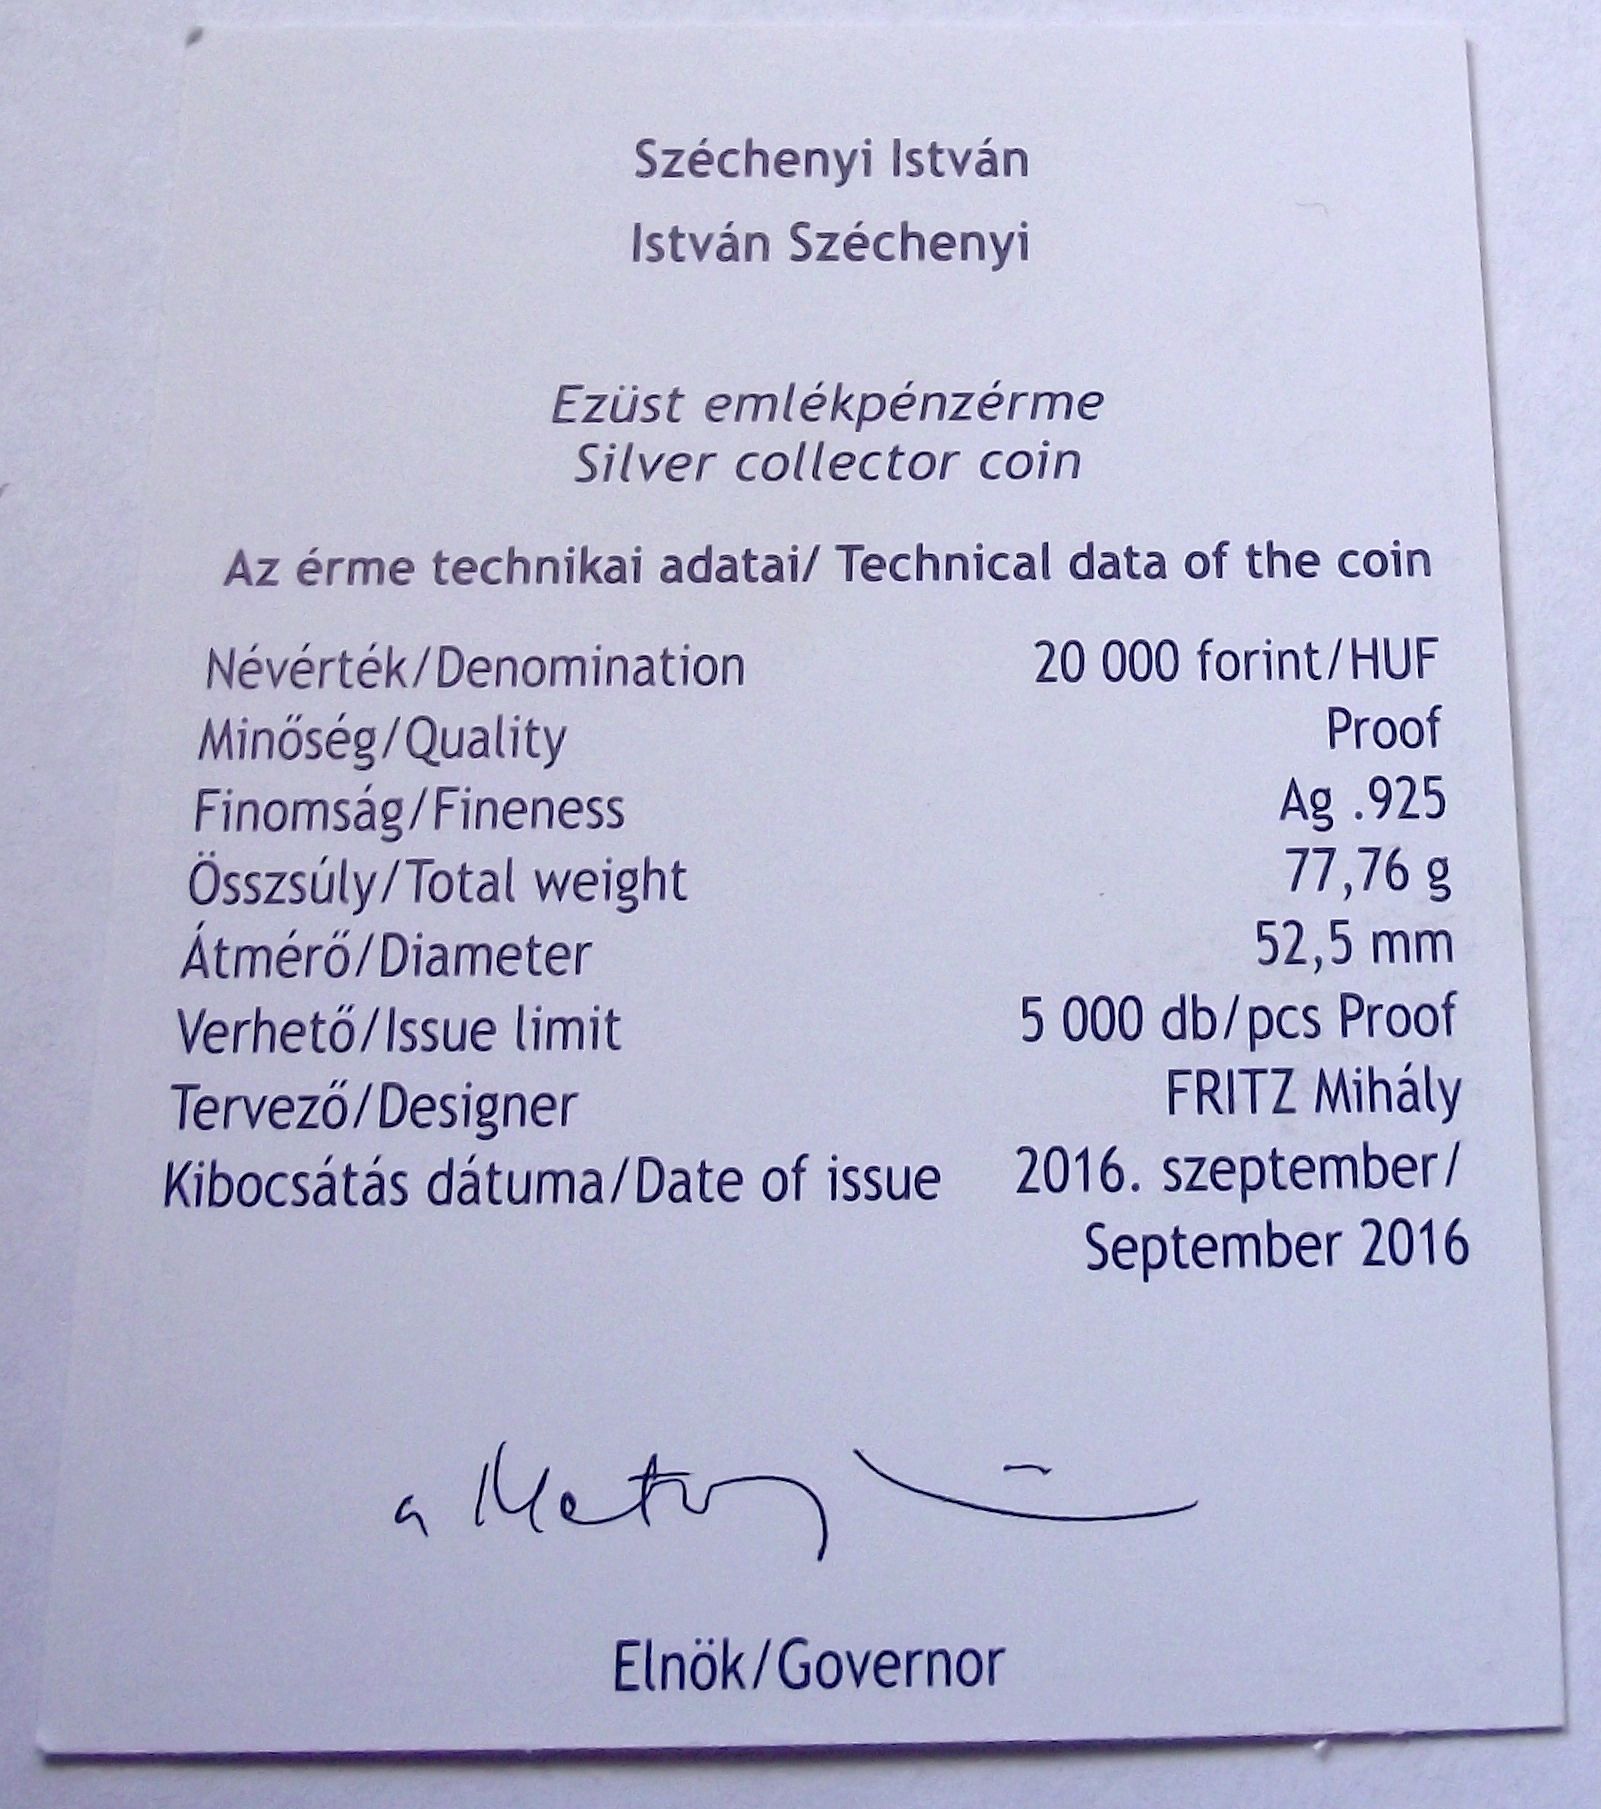 Széchenyi István
István Széchenyi
Ezüst emlékpénzérme
Silver collector coin
Az érme technikai adatai/ Technical data of the coin
Névérték/Denomination 20 000 forint/HUF
Minőség/Quality Proof
Finomság/Fineness Ag .925
Összsúly/Total weight 77,76 g
Átmérő/Diameter 52,5 mm
Verhető/Issue limit 5 000 db/pcs Proof
Tervező/Designer FRITZ Mihály
Kibocsátás dátuma/Date of issue 2016. szeptember/
September 2016
Elnök/Governor